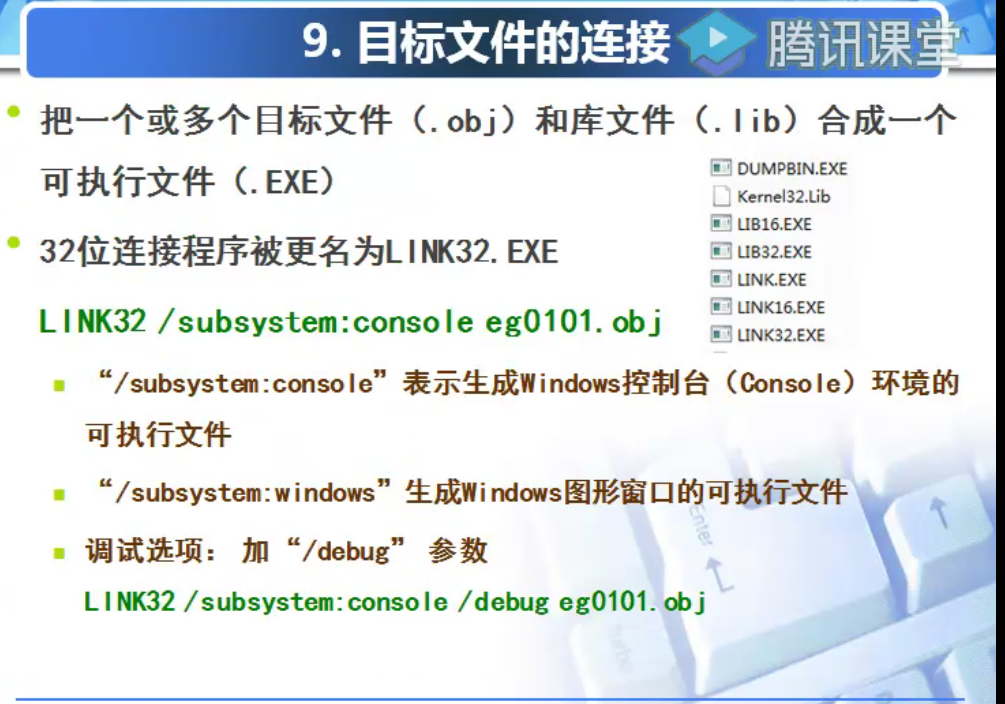 9. 目标文件的连接
腾讯课堂
把一个或多个目标文件（.obj）和库文件（.lib）合成一个
可执行文件（.EXE）
DUMPBIN.EXE
Kernel32.Lib
LIB16.EXE
LIB32.EXE
LINK.EXE
LINK16.EXE
LINK32.EXE
32位连接程序被更名为LINK32.EXE
LINK32 /subsystem:console eg0101.obj
“/subsystem:console”表示生成Windows控制台（Console）环境的
可执行文件
“/subsystem:windows”生成Windows图形窗口的可执行文件
调试选项： 加“/debug” 参数
LINK32 /subsystem:console /debug eg0101.obj
Enter